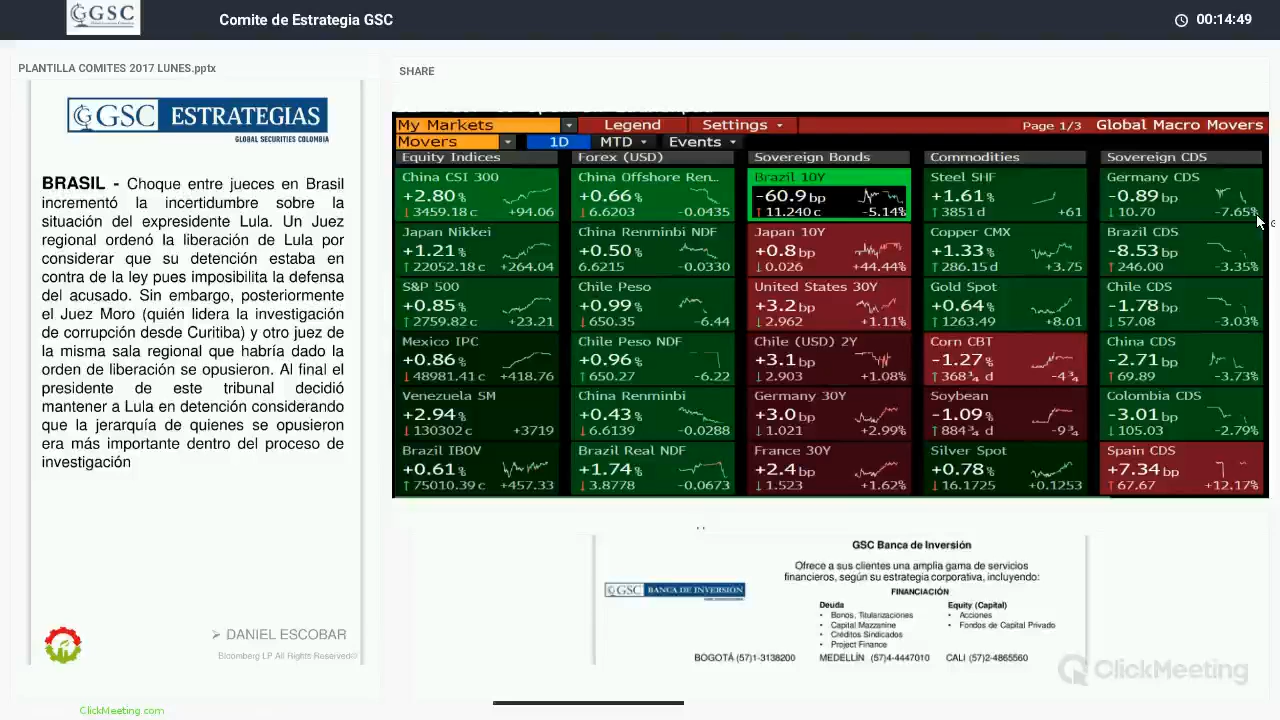 GSC
Comite de Estrategia GSC
00:14:49
PLANTILLA COMITES 2017 LUNES.pptx
GSC ESTRATEGIAS
GLOBAL SECURITIES COLOMBIA
BRASIL - Choque entre jueces en Brasil
incrementó la incertidumbre sobre la
situación del expresidente Lula. Un Juez
regional ordenó la liberación de Lula por
considerar que su detención estaba en
contra de la ley pues imposibilita la defensa
del acusado. Sin embargo, posteriormente
el Juez Moro (quién lidera la investigación
de corrupción desde Curitiba) y otro juez de
la misma sala regional que habría dado la
orden de liberación se opusieron. Al final el
presidente de este tribunal decidió
mantener a Lula en detención considerando
que la jerarquía de quienes se opusieron
era más importante dentro del proceso de
investigación
➢ DANIEL ESCOBAR
Bloomberg LP All Rights Reserved©
ClickMeeting.com
SHARE
My Markets Legend Settings Page 1/3 Global Macro Movers
Movers 1D MTD Events
Equity Indices Forex (USD) Sovereign Bonds Commodities Sovereign CDS
China CSI 300 China Offshore Ren... Brazil 10Y Steel SHF Germany CDS
+2.80 % +0.66 % -60.9 bp +1.61 % -0.89 bp
↓ 3459.18 c +94.06 ↓ 6.6203 -0.0435 ↑ 11.240 c -5.14% ↑ 3851 d +61 ↓ 10.70 -7.65%
Japan Nikkei China Renminbi NDF Japan 10Y Copper CMX Brazil CDS
+1.21 % +0.50 % +0.8 bp +1.33 % -8.53 bp
↑ 22052.18 c +264.04 6.6215 -0.0330 ↓ 0.026 +44.44% ↑ 286.15 d +3.75 ↑ 246.00 -3.35%
S&P 500 Chile Peso United States 30Y Gold Spot Chile CDS
+0.85 % +0.99 % +3.2 bp +0.64 % -1.78 bp
↑ 2759.82 c +23.21 ↓ 650.35 -6.44 ↓ 2.962 +1.11% ↑ 1263.49 +8.01 ↓ 57.08 -3.03%
Mexico IPC Chile Peso NDF Chile (USD) 2Y Corn CBT China CDS
+0.86 % +0.96 % +3.1 bp -1.27 % -2.71 bp
↓ 48981.41 c +418.76 ↑ 650.27 -6.22 ↓ 2.903 +1.08% ↑ 368¾ d -4¾ ↑ 69.89 -3.73%
Venezuela SM China Renminbi Germany 30Y Soybean Colombia CDS
+2.94 % +0.43 % +3.0 bp -1.09 % -3.01 bp
↓ 130302 c +3719 ↓ 6.6139 -0.0288 ↓ 1.021 +2.99% ↑ 884¾ d -9¾ ↓ 105.03 -2.79%
Brazil IBOV Brazil Real NDF France 30Y Silver Spot Spain CDS
+0.61 % +1.74 % +2.4 bp +0.78 % +7.34 bp
↑ 75010.39 c +457.33 ↓ 3.8778 -0.0673 ↓ 1.523 +1.62% ↓ 16.1725 +0.1253 ↑ 67.67 +12.17%
GSC BANCA DE INVERSIÓN
GSC Banca de Inversión
Ofrece a sus clientes una amplia gama de servicios
financieros, según su estrategia corporativa, incluyendo:
FINANCIACIÓN
Deuda Equity (Capital)
• Bonos, Titularizaciones • Acciones
• Capital Mazzanine • Fondos de Capital Privado
• Créditos Sindicados
• Project Finance
BOGOTÁ (57)1-3138200 MEDELLÍN (57)4-4447010 CALI (57)2-4865560
ClickMeeting